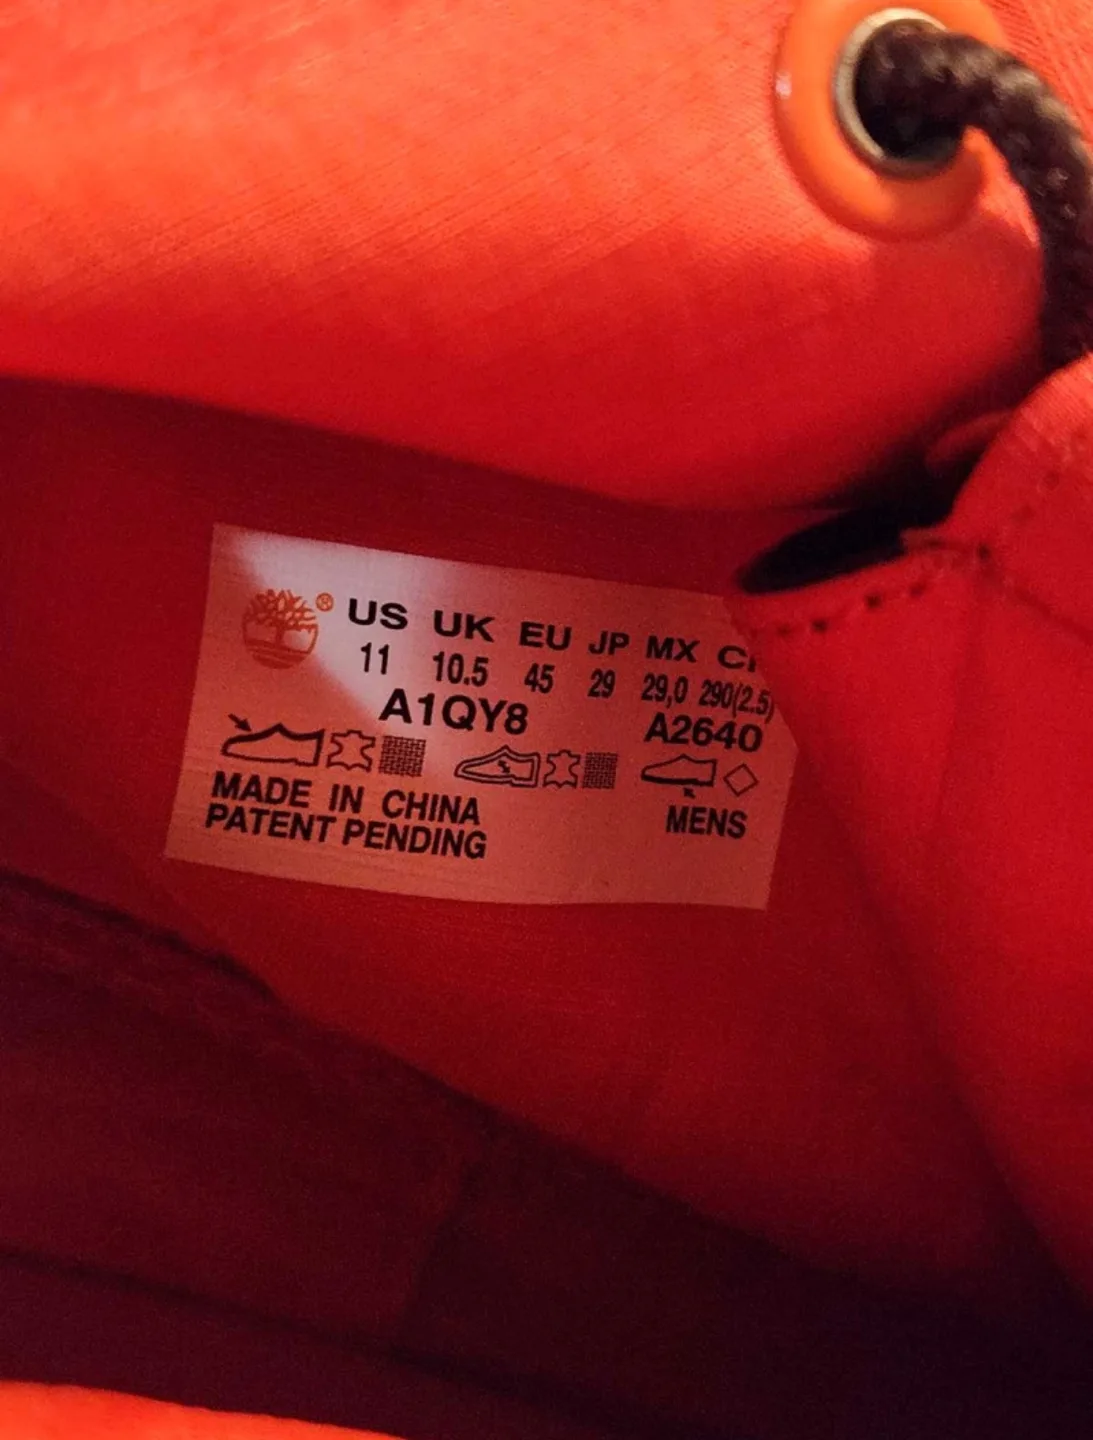 ® US UK EU JP MX
11 10.5 45 29 29,0 290(2.5)
A1QY8 A2640
MADE IN CHINA
PATENT PENDING
MENS